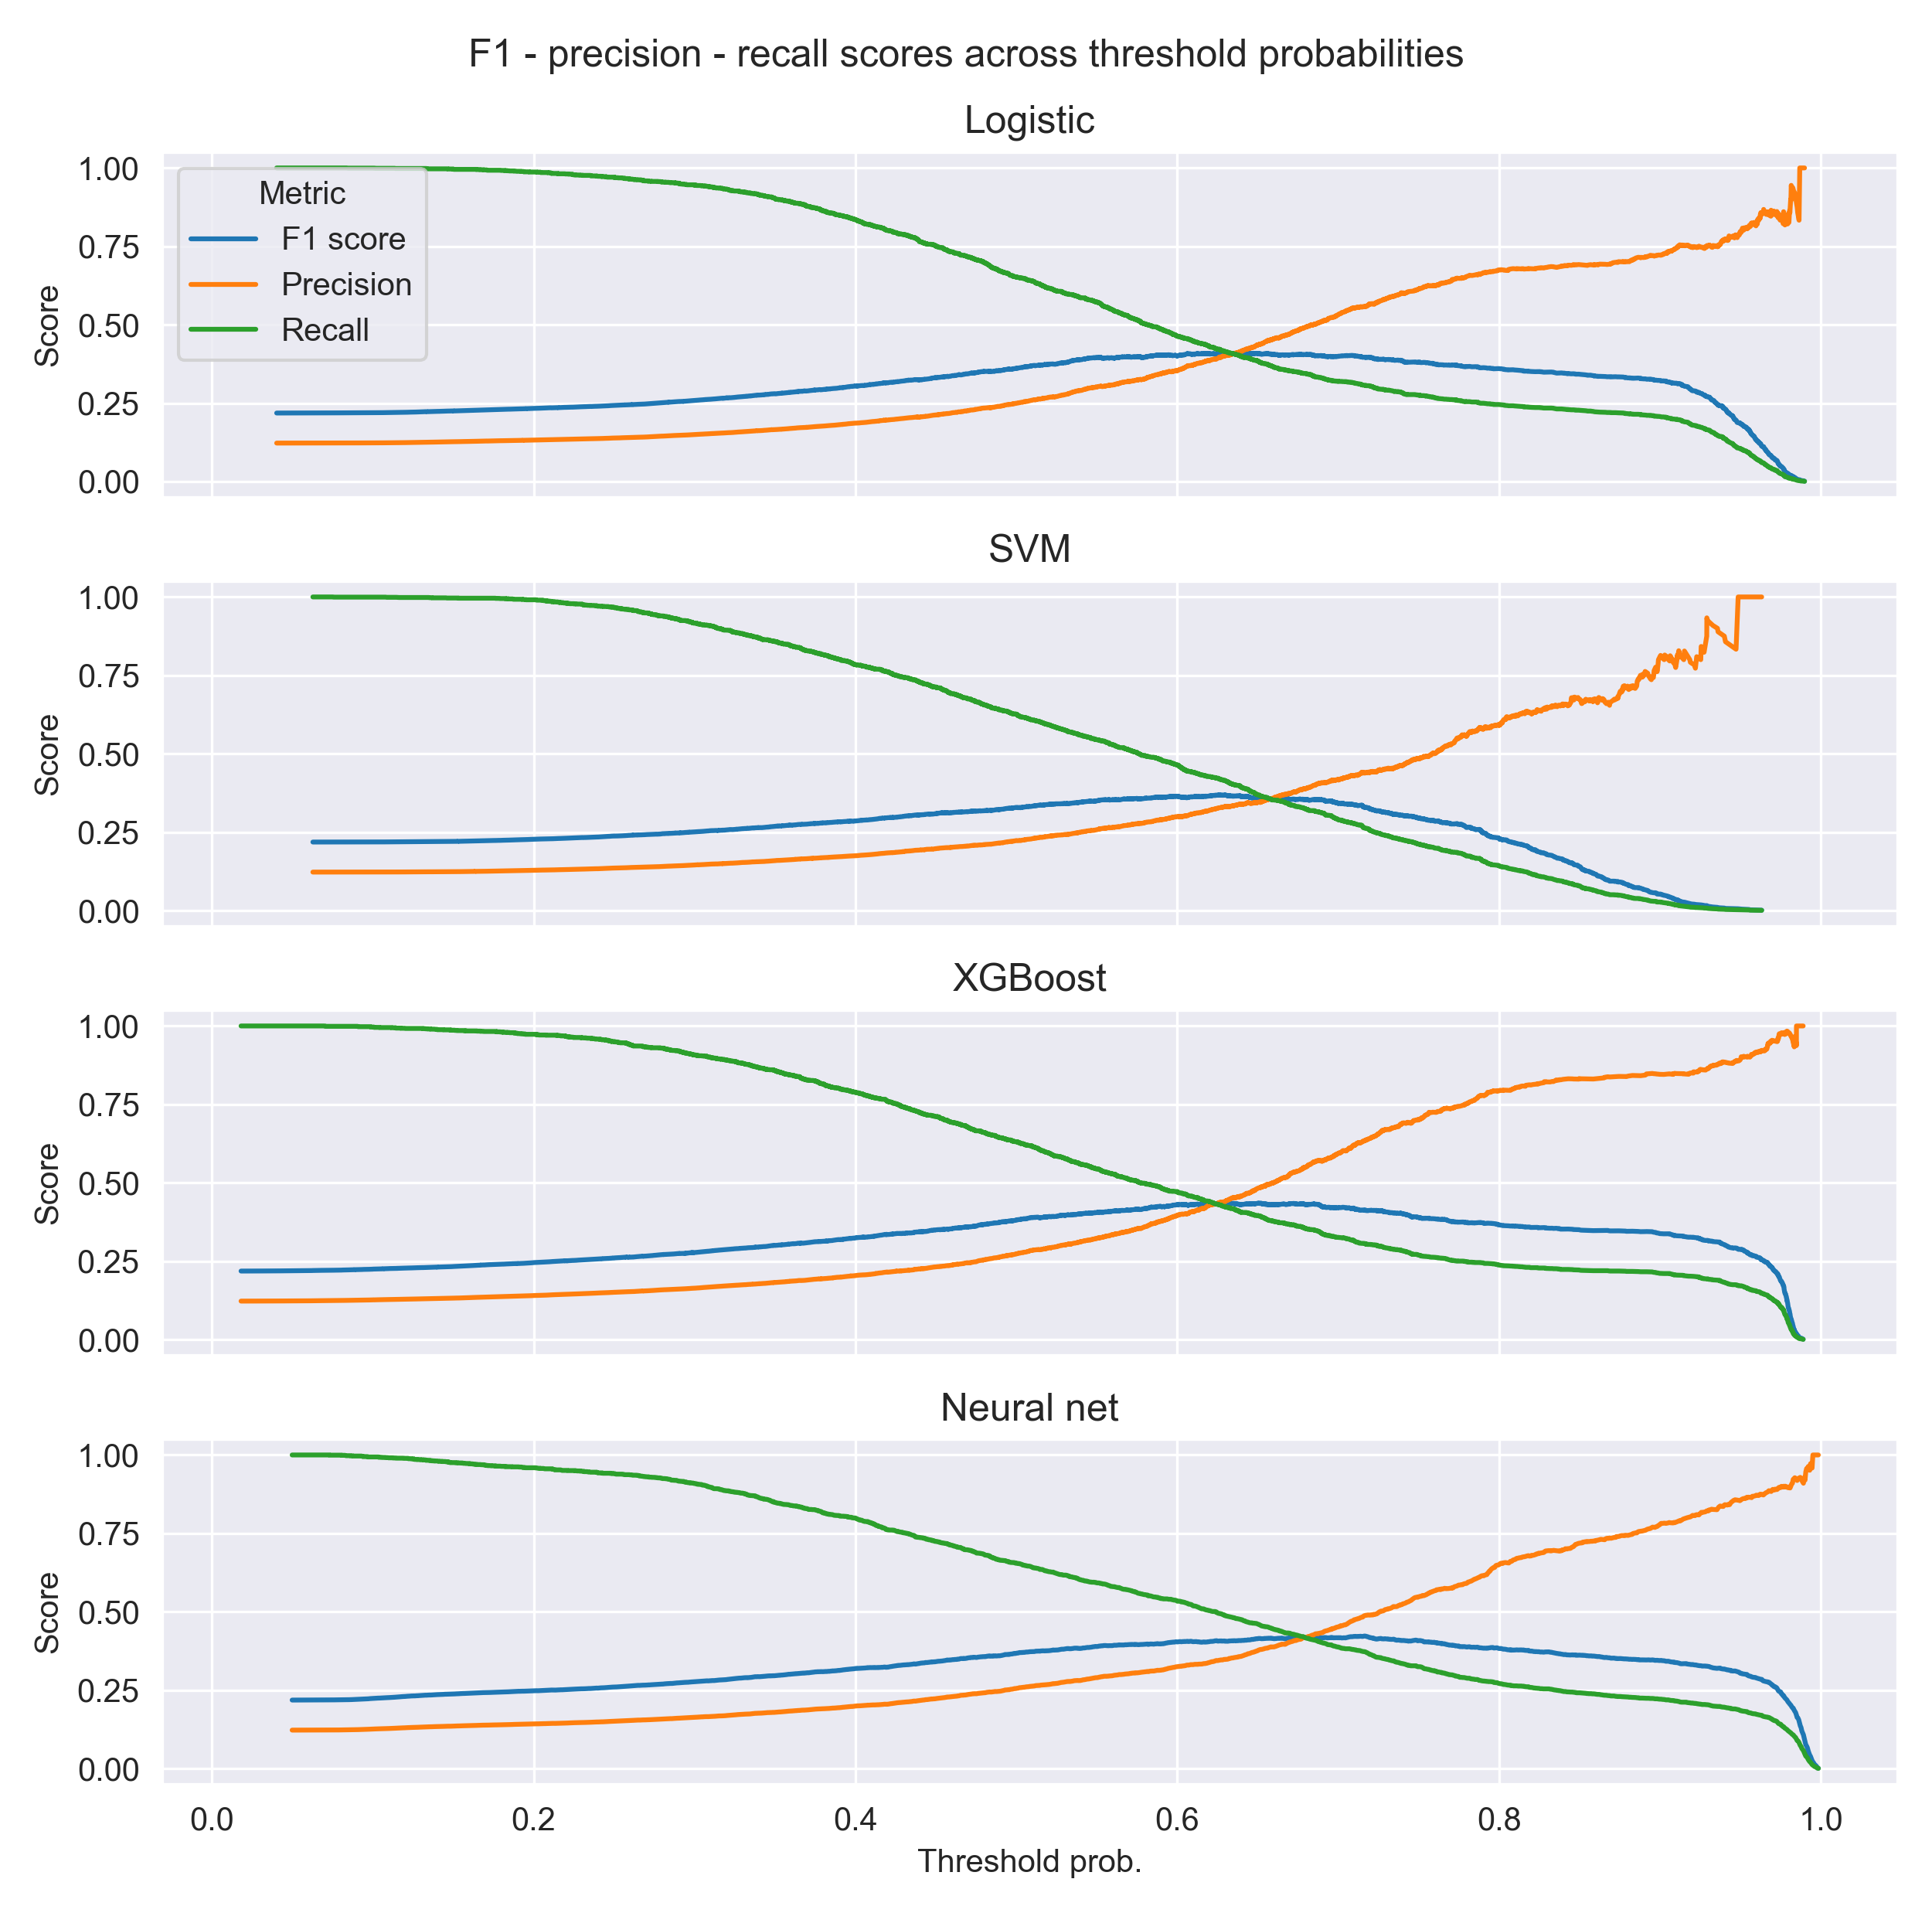 F1 - precision - recall scores across threshold probabilities
Logistic
1.00
0.75
0.50
0.25
0.00
Score
Metric
F1 score
Precision
Recall
SVM
1.00
0.75
0.50
0.25
0.00
Score
XGBoost
1.00
0.75
0.50
0.25
0.00
Score
Neural net
1.00
0.75
0.50
0.25
0.00
Score
0.0 0.2 0.4 0.6 0.8 1.0
Threshold prob.